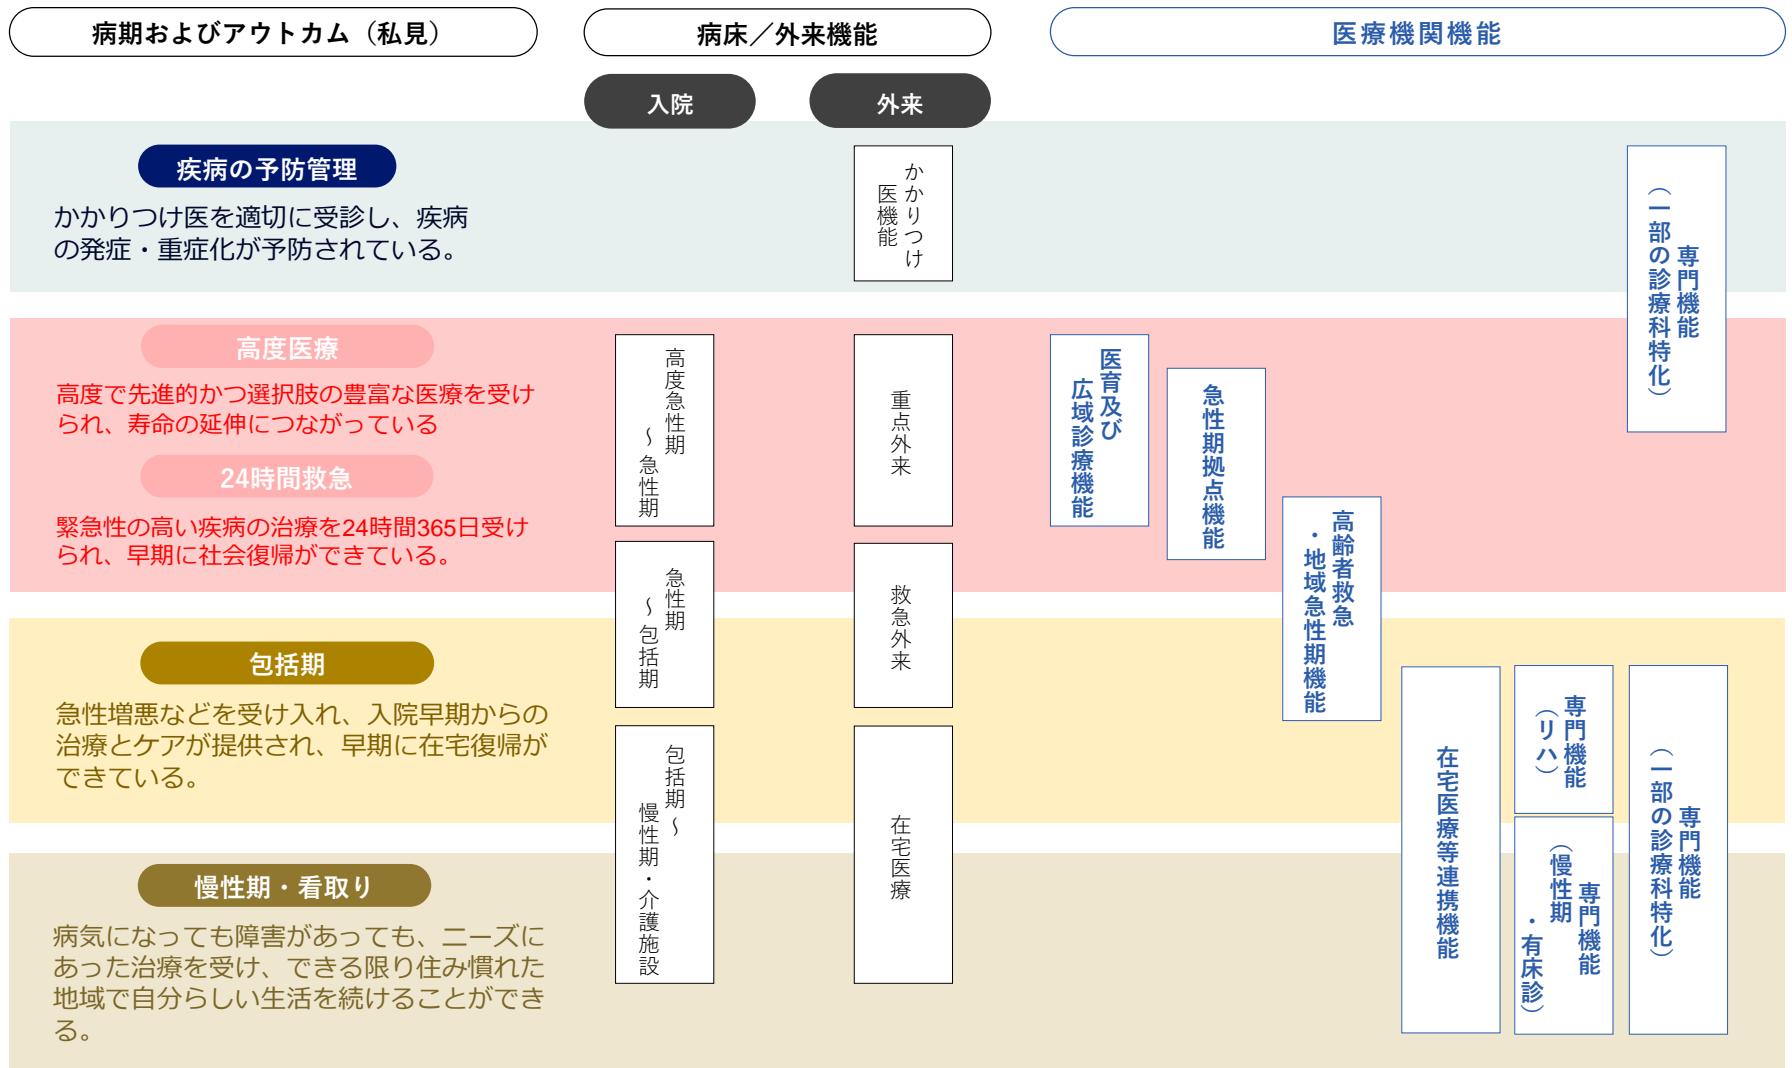 病期およびアウトカム（私見）
病床／外来機能
医療機関機能
入院
外来
疾病の予防管理
かかりつけ医を適切に受診し、疾病
の発症・重症化が予防されている。
かかりつけ
医機能
専門機能
（一部の診療科特化）
高度医療
高度で先進的かつ選択肢の豊富な医療を受け
られ、寿命の延伸につながっている
24時間救急
緊急性の高い疾病の治療を24時間365日受け
られ、早期に社会復帰ができている。
高度急性期
～急性期
重点外来
医育及び
広域診療機能
急性期拠点機能
急性期
～包括期
救急外来
高齢者救急
・地域急性期機能
包括期
急性増悪などを受け入れ、入院早期からの
治療とケアが提供され、早期に在宅復帰が
できている。
包括期～
慢性期・介護施設
在宅医療
在宅医療等連携機能
専門機能
（リハ）
専門機能
（慢性期
・有床診）
専門機能
（一部の診療科特化）
慢性期・看取り
病気になっても障害があっても、ニーズに
あった治療を受け、できる限り住み慣れた
地域で自分らしい生活を続けることができ
る。